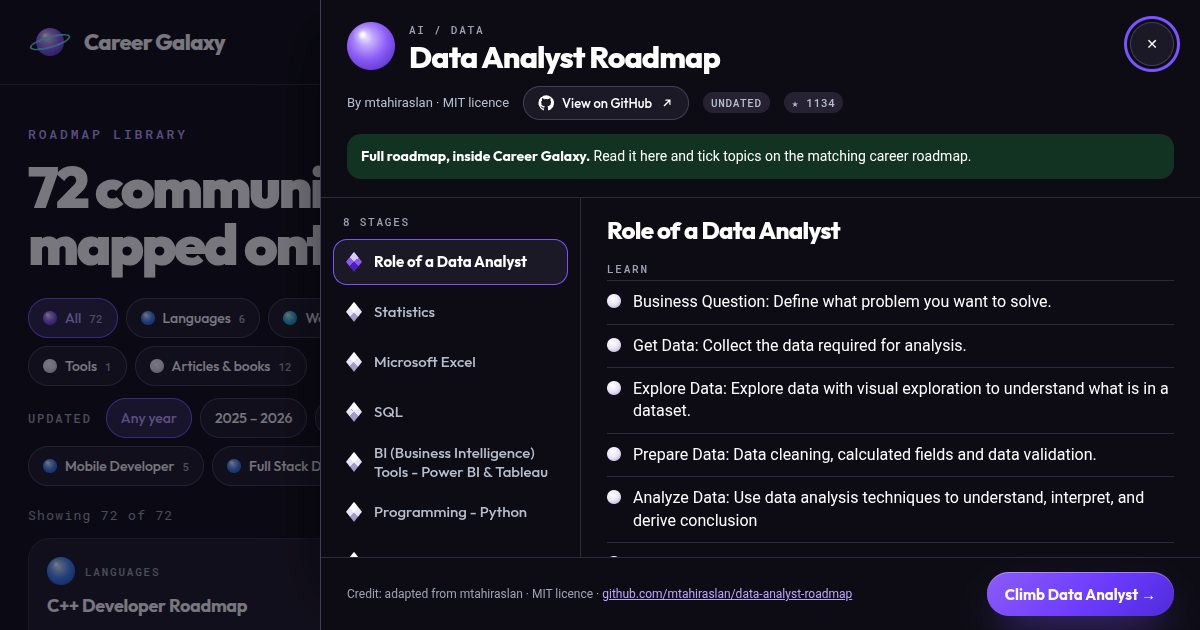 Career Galaxy
ROADMAP LIBRARY
72 communi
mapped ont
All 72
Languages 6
Tools 1
Articles & books 12
UPDATED
Any year
2025 – 2026
Mobile Developer 5
Full Stack D
Showing 72 of 72
LANGUAGES
C++ Developer Roadmap
AI / DATA
Data Analyst Roadmap
×
By mtahiraslan · MIT licence
View on GitHub ↗
UNDATED
★ 1134
Full roadmap, inside Career Galaxy. Read it here and tick topics on the matching career roadmap.
8 STAGES
Role of a Data Analyst
Statistics
Microsoft Excel
SQL
BI (Business Intelligence)
Tools - Power BI & Tableau
Programming - Python
Role of a Data Analyst
LEARN
Business Question: Define what problem you want to solve.
Get Data: Collect the data required for analysis.
Explore Data: Explore data with visual exploration to understand what is in a
dataset.
Prepare Data: Data cleaning, calculated fields and data validation.
Analyze Data: Use data analysis techniques to understand, interpret, and
derive conclusion
Credit: adapted from mtahiraslan · MIT licence · github.com/mtahiraslan/data-analyst-roadmap
Climb Data Analyst →